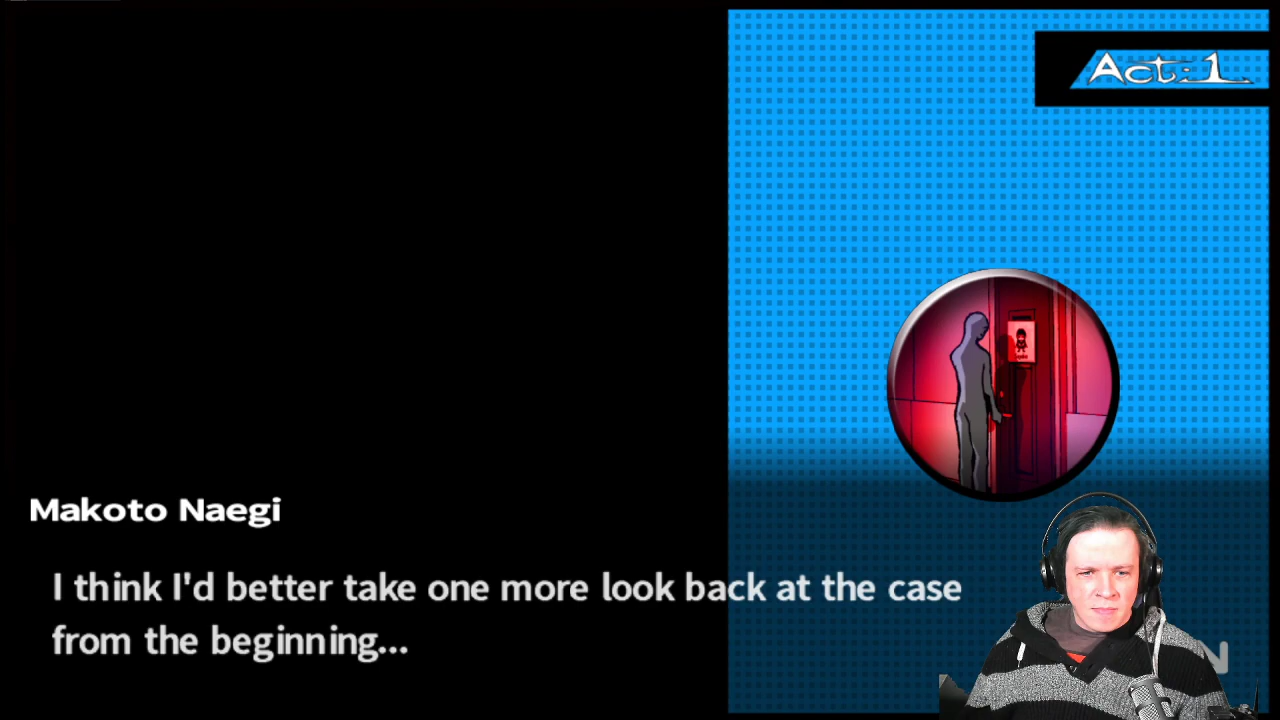 Act:1
Makoto Naegi
I think I'd better take one more look back at the case
from the beginning...